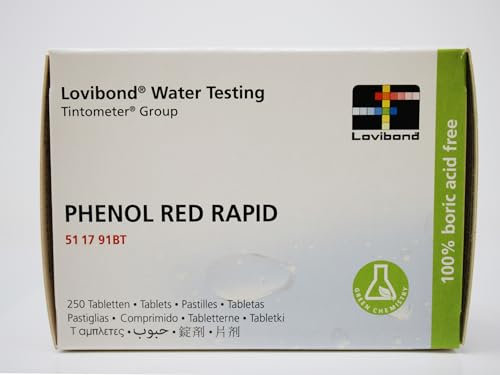 Lovibond® Water Testing
Tintometer® Group
Lovibond
PHENOL RED RAPID
51 17 91BT
250 Tabletten • Tablets • Pastilles • Tabletas
Pastiglias • Comprimido • Tabletterne • Tabletki
Ταμπλετες • حبوب • 錠剤 • 片剂
GREEN CHEMISTRY
100% boric acid free